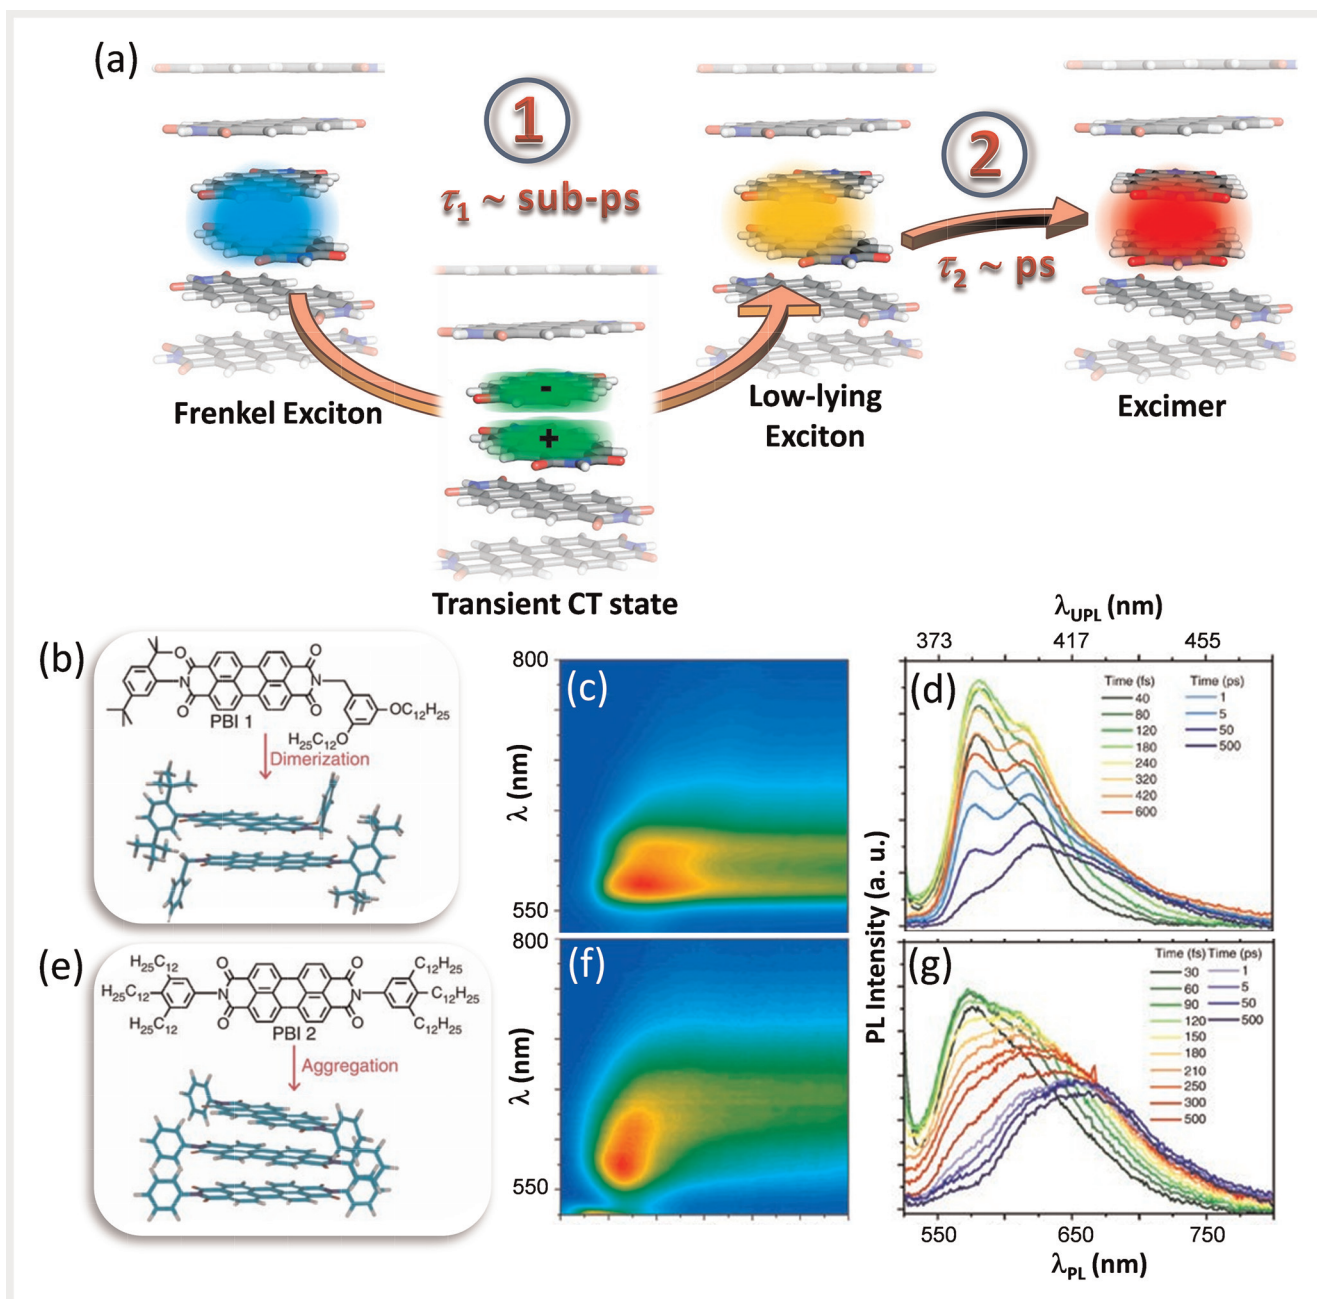 (a)
1
τ1 ~ sub-ps
2
τ2 ~ ps
Frenkel Exciton
-
+
Transient CT state
Low-lying
Exciton
Excimer
(b)
O
O
N
N
O
O
PBI 1
OC12H25
H25C12O
Dimerization
(c)
800
λ (nm)
550
λUPL (nm)
373
417
455
(d)
Time (fs)
40
80
120
180
240
320
420
600
Time (ps)
1
5
50
500
PL Intensity (a. u.)
(e)
H25C12
H25C12
H25C12
O
O
N
N
O
O
C12H25
C12H25
C12H25
PBI 2
Aggregation
(f)
800
λ (nm)
550
(g)
Time (fs)
30
60
90
120
150
180
210
250
300
500
Time (ps)
1
5
50
500
550
650
750
λPL (nm)